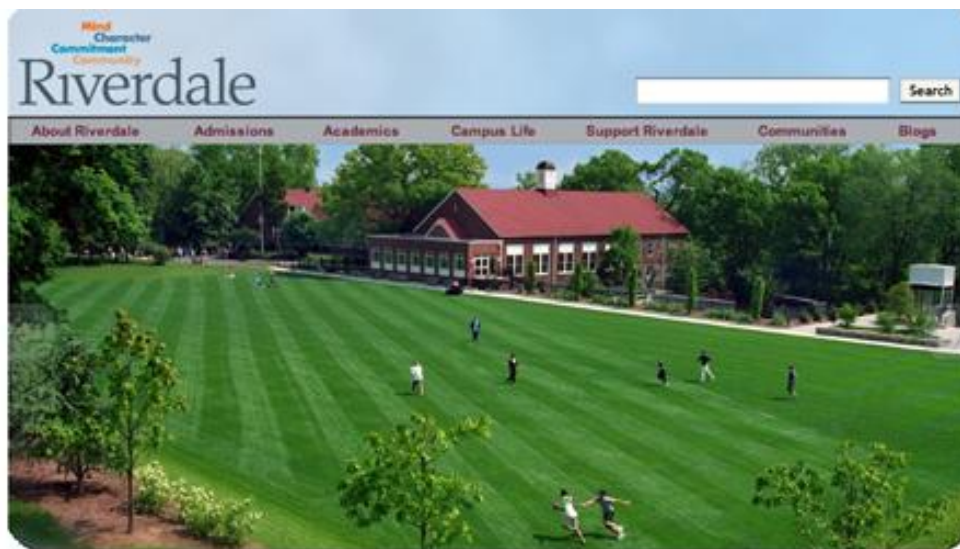 Mind
Character
Commitment
Community
Riverdale
Search
About Riverdale Admissions Academics Campus Life Support Riverdale Communities Blogs